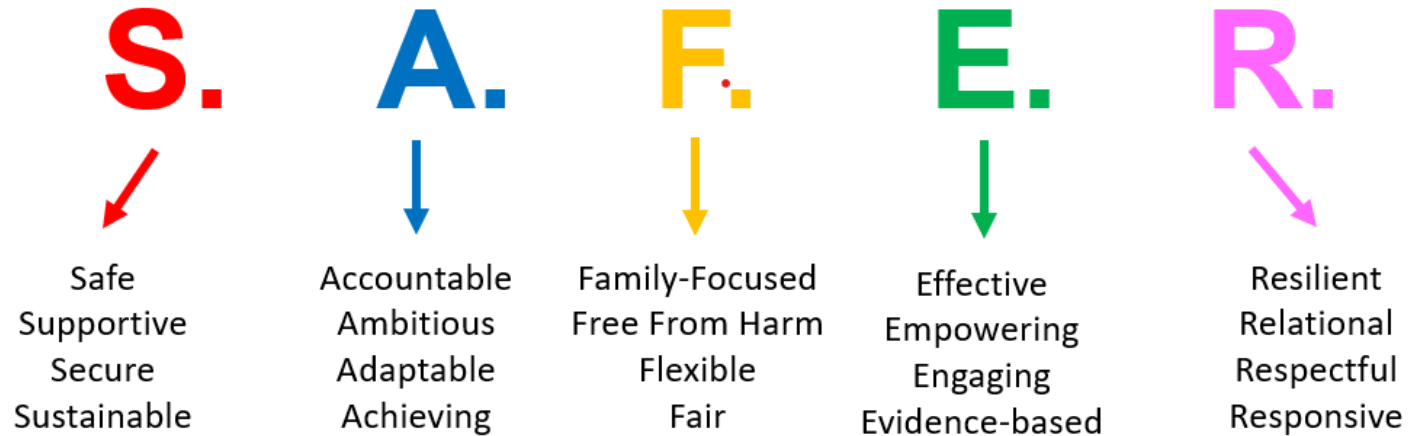 S. A. F. E. R.
Safe
Supportive
Secure
Sustainable
Accountable
Ambitious
Adaptable
Achieving
Family-Focused
Free From Harm
Flexible
Fair
Effective
Empowering
Engaging
Evidence-based
Resilient
Relational
Respectful
Responsive